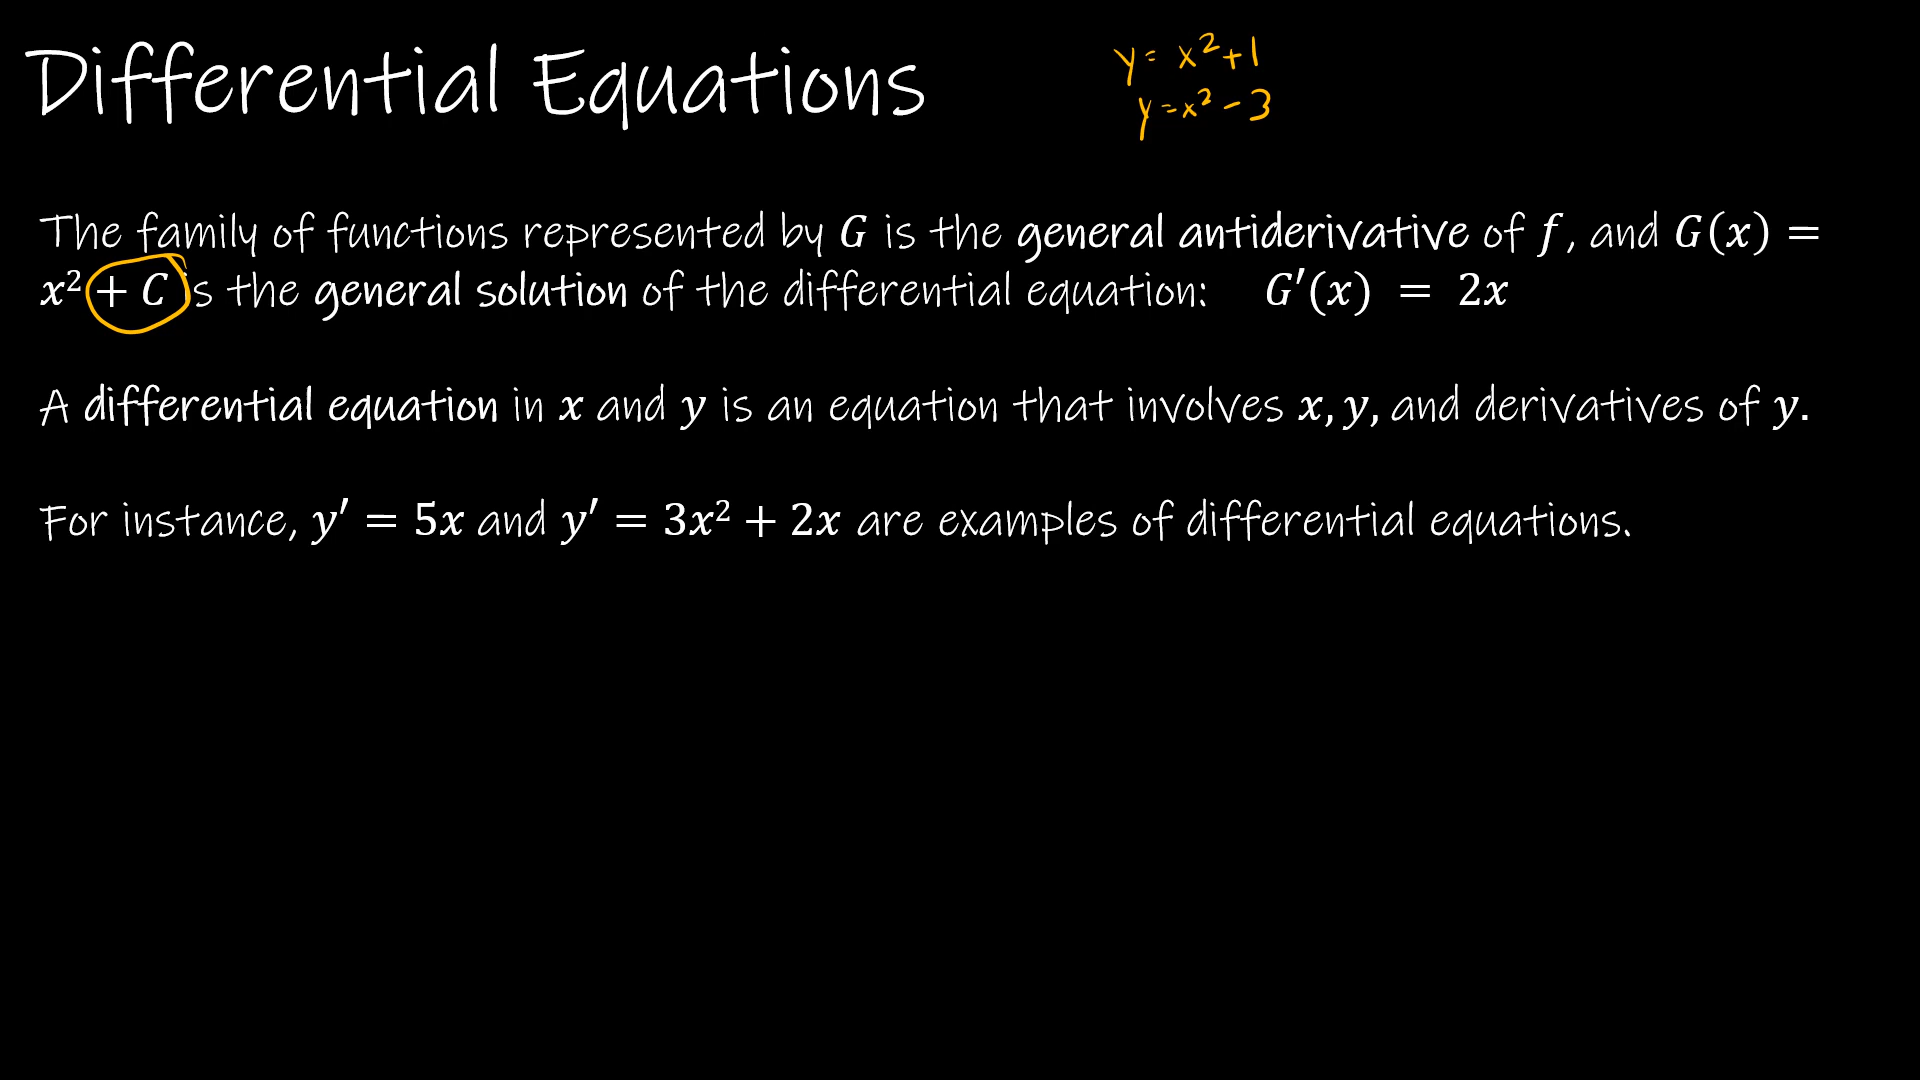 Differential Equations
y = x² + 1
y = x² - 3
The family of functions represented by G is the general antiderivative of f, and G(x) =
x² + C is the general solution of the differential equation: G′(x) = 2x
A differential equation in x and y is an equation that involves x, y, and derivatives of y.
For instance, y′ = 5x and y′ = 3x² + 2x are examples of differential equations.